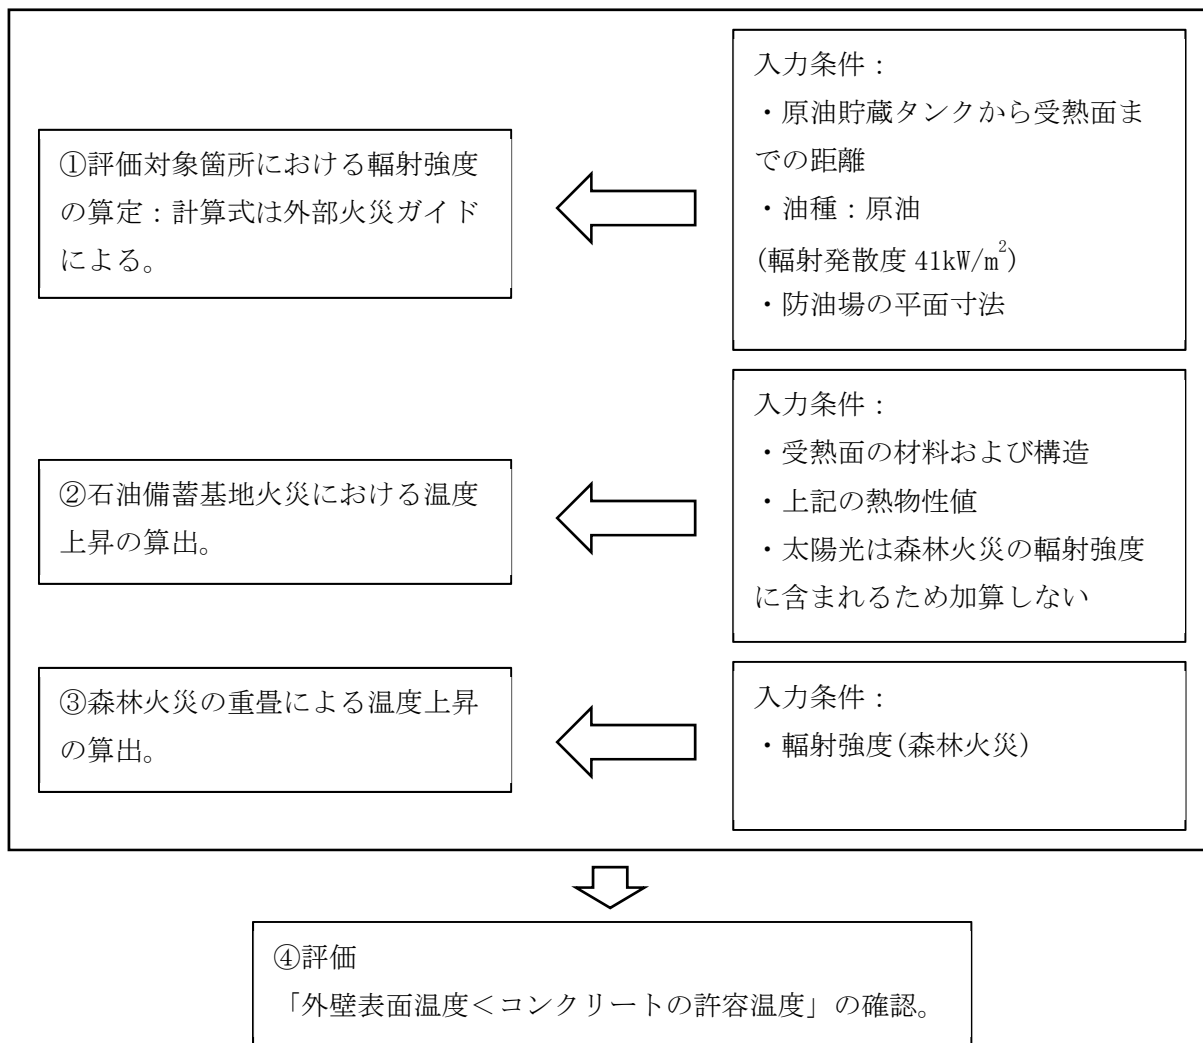 ①評価対象箇所における輻射強度
の算定：計算式は外部火災ガイド
による。
入力条件：
・原油貯蔵タンクから受熱面ま
での距離
・油種：原油
(輻射発散度 41kW/m²)
・防油場の平面寸法
②石油備蓄基地火災における温度
上昇の算出。
入力条件：
・受熱面の材料および構造
・上記の熱物性値
・太陽光は森林火災の輻射強度
に含まれるため加算しない
③森林火災の重畳による温度上昇
の算出。
入力条件：
・輻射強度(森林火災)
④評価
「外壁表面温度＜コンクリートの許容温度」の確認。